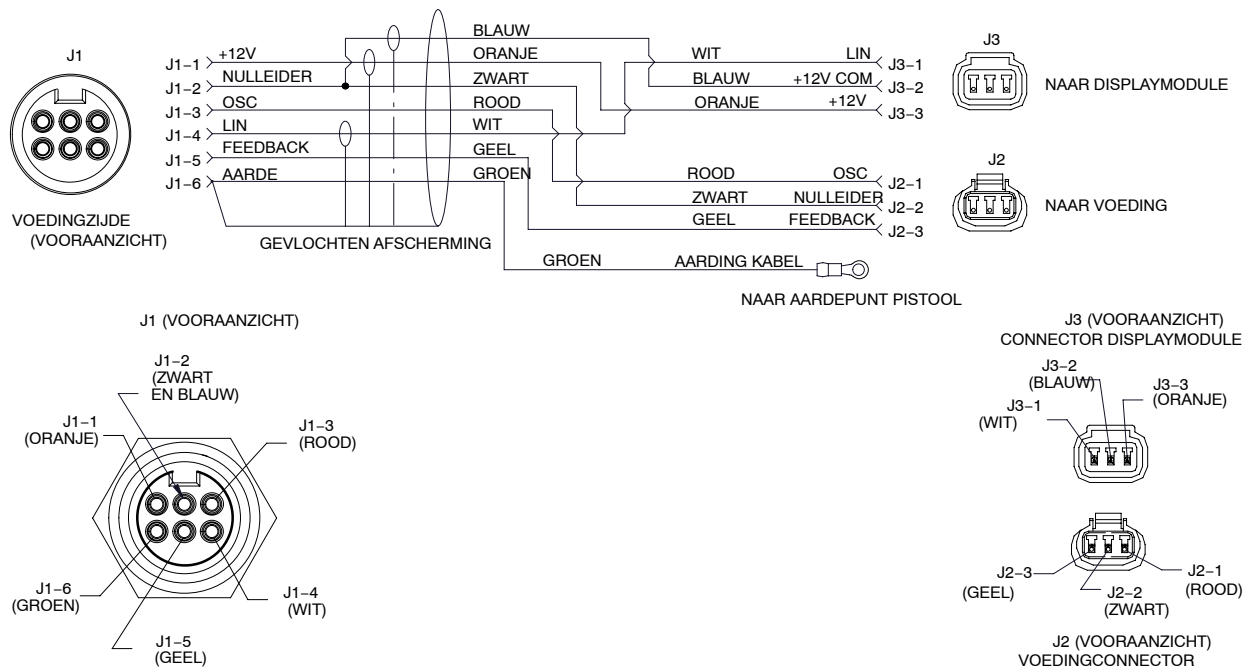 J1
J1-1 +12V
J1-2 NULLEIDER
J1-3 OSC
J1-4 LIN
J1-5 FEEDBACK
J1-6 AARDE
VOEDINGZIJDE
(VOORAANZICHT)
BLAUW
ORANJE
ZWART
ROOD
WIT
GEEL
GROEN
GEVLOCHTEN AFSCHERMING
WIT LIN J3-1
BLAUW +12V COM J3-2
ORANJE +12V J3-3
J3
NAAR DISPLAYMODULE
ROOD OSC J2-1
ZWART NULLEIDER J2-2
GEEL FEEDBACK J2-3
J2
NAAR VOEDING
GROEN AARDING KABEL
NAAR AARDEPUNT PISTOOL
J1 (VOORAANZICHT)
J1-2
(ZWART
EN BLAUW)
J1-1
(ORANJE)
J1-3
(ROOD)
J1-6
(GROEN)
J1-4
(WIT)
J1-5
(GEEL)
J3 (VOORAANZICHT)
CONNECTOR DISPLAYMODULE
J3-2
(BLAUW)
J3-3
(ORANJE)
J3-1
(WIT)
J2-3
(GEEL)
J2-1
(ROOD)
J2-2
(ZWART)
J2 (VOORAANZICHT)
VOEDINGCONNECTOR